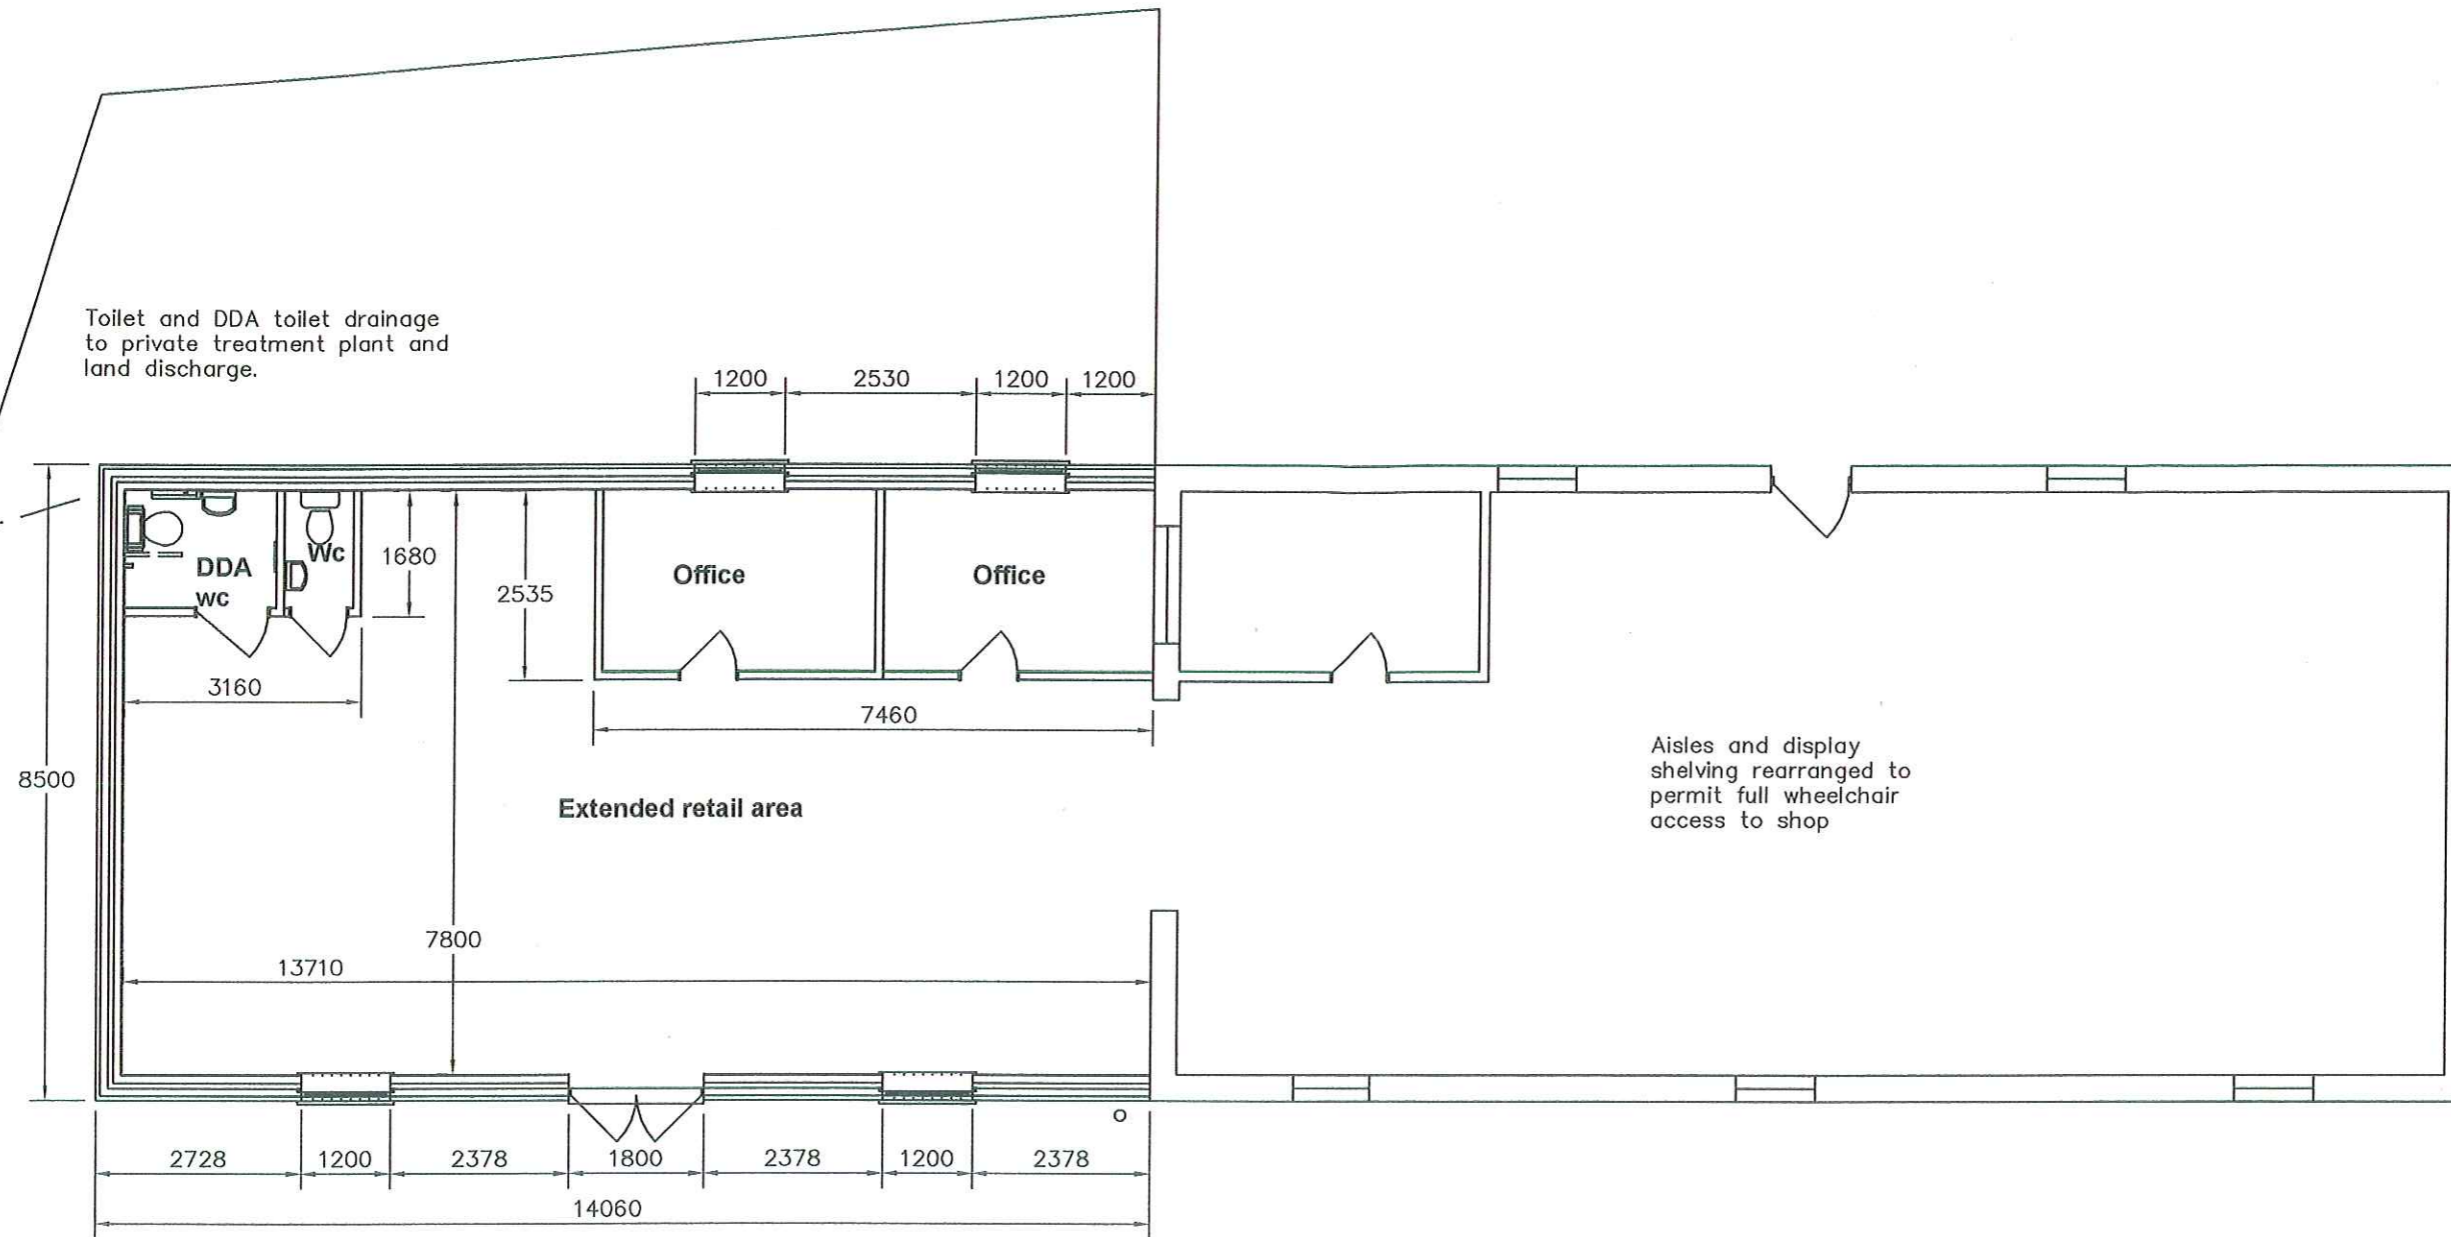 Toilet and DDA toilet drainage
to private treatment plant and
land discharge.
1200
2530
1200
1200
DDA
wc
Wc
1680
2535
Office
Office
3160
7460
8500
Extended retail area
Aisles and display
shelving rearranged to
permit full wheelchair
access to shop
7800
13710
2728
1200
2378
1800
2378
1200
2378
14060